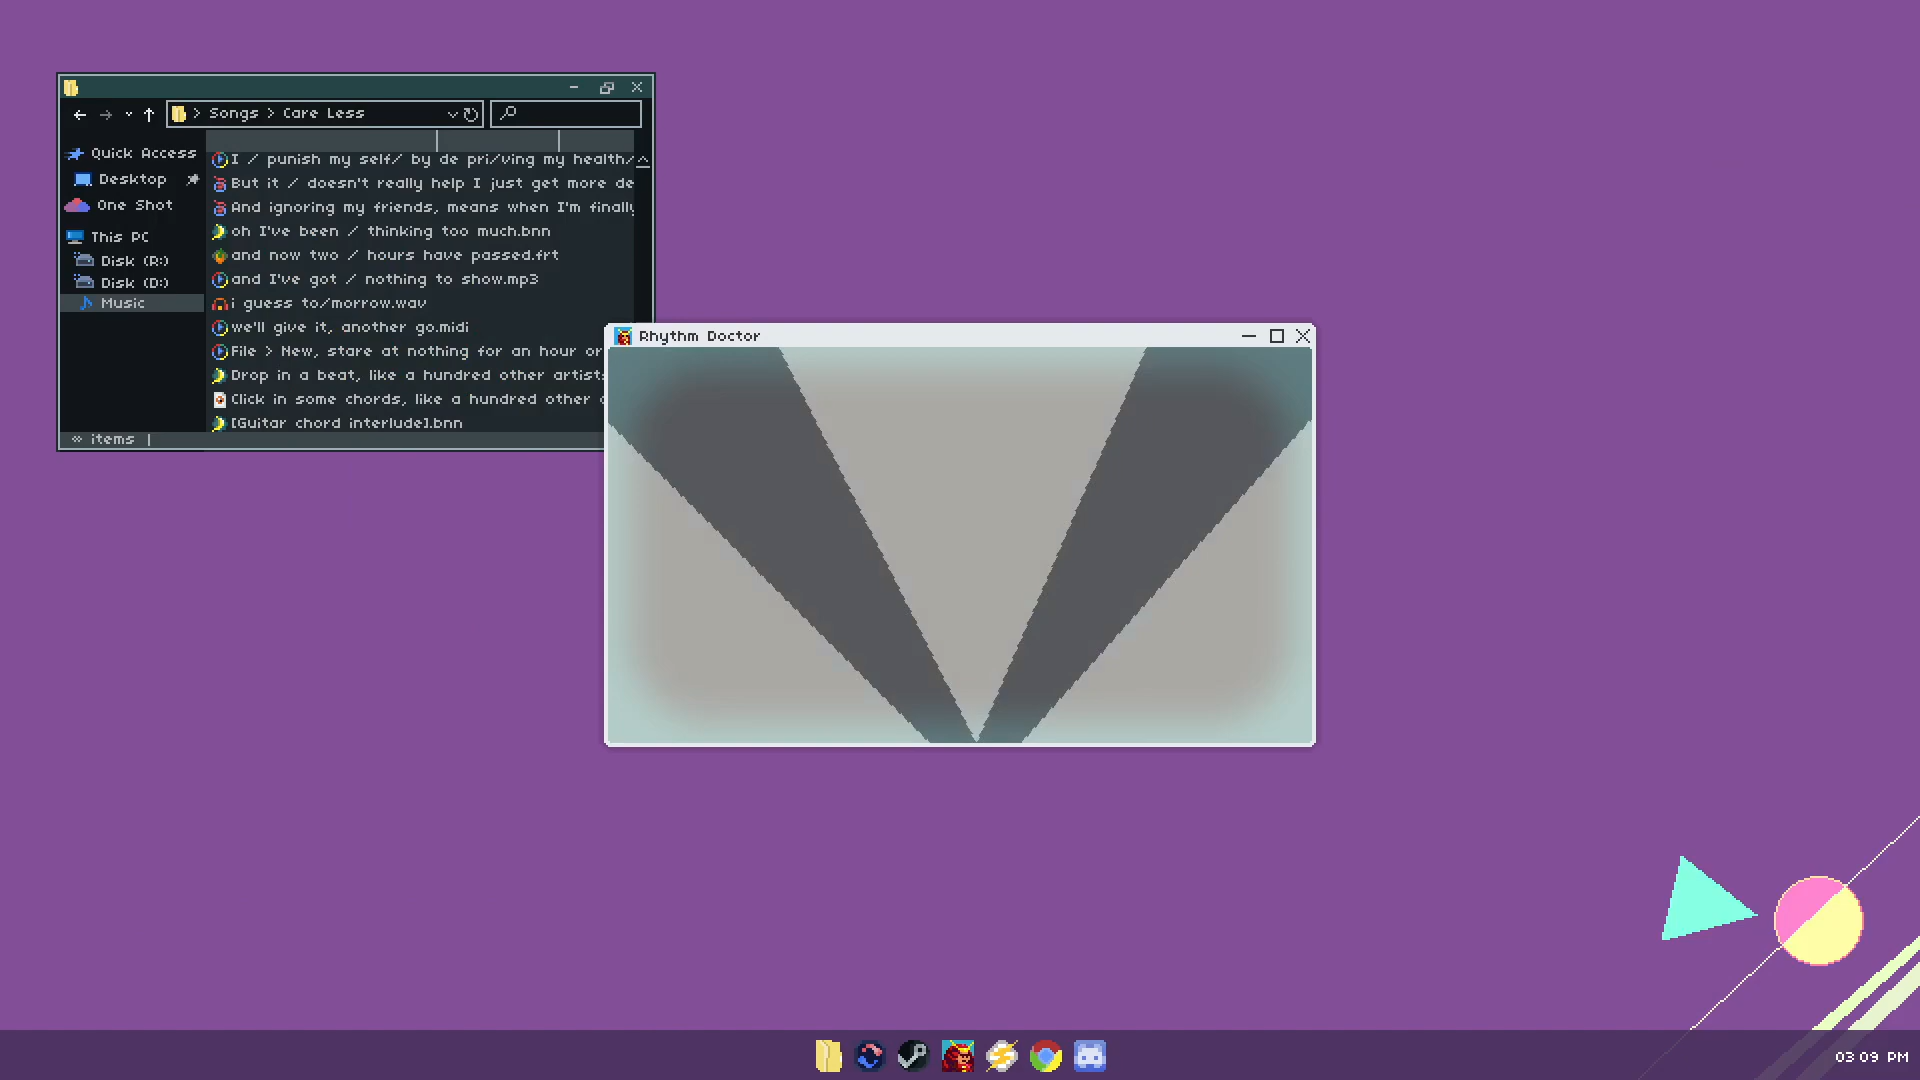 Songs > Care Less
Quick Access
Desktop
One Shot
This PC
Disk (R:)
Disk (D:)
Music
I / punish my self/ by de pri/ving my health/
But it / doesn't really help I just get more de
And ignoring my friends, means when I'm finally
oh I've been / thinking too much.bnn
and now two / hours have passed.frt
and I've got / nothing to show.mp3
i guess to/morrow.wav
we'll give it, another go.midi
File > New, stare at nothing for an hour or
Drop in a beat, like a hundred other artists
Click in some chords, like a hundred other
[Guitar chord interlude].bnn
∞ items |
Rhythm Doctor
03 09 PM